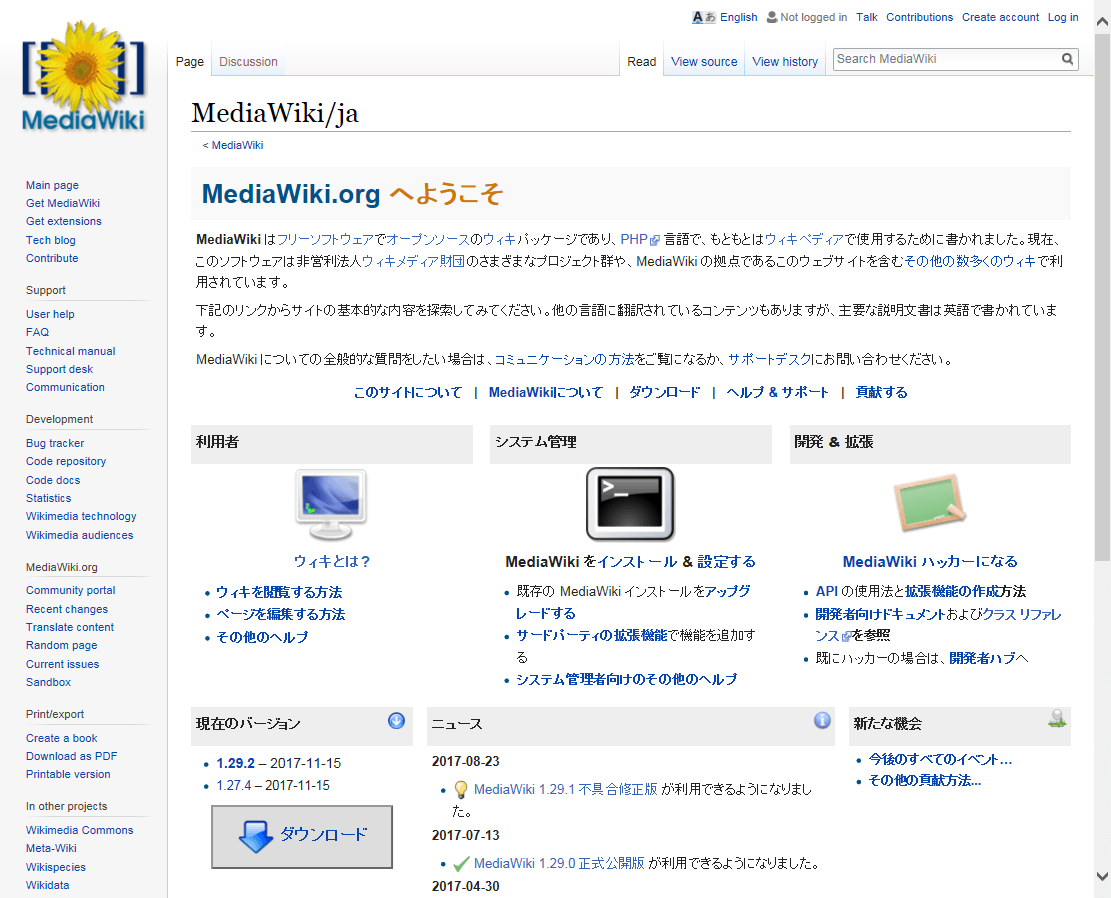 MediaWiki
Aあ English Not logged in Talk Contributions Create account Log in
Page Discussion Read View source View history Search MediaWiki
Main page
Get MediaWiki
Get extensions
Tech blog
Contribute
Support
User help
FAQ
Technical manual
Support desk
Communication
Development
Bug tracker
Code repository
Code docs
Statistics
Wikimedia technology
Wikimedia audiences
MediaWiki.org
Community portal
Recent changes
Translate content
Random page
Current issues
Sandbox
Print/export
Create a book
Download as PDF
Printable version
In other projects
Wikimedia Commons
Meta-Wiki
Wikispecies
Wikidata
MediaWiki/ja
< MediaWiki
MediaWiki.org へようこそ
MediaWiki はフリーソフトウェアでオープンソースのウィキパッケージであり、PHP 言語で、もともとはウィキペディアで使用するために書かれました。現在、
このソフトウェアは非営利法人ウィキメディア財団のさまざまなプロジェクト群や、MediaWiki の拠点であるこのウェブサイトを含むその他の数多くのウィキで利
用されています。
下記のリンクからサイトの基本的な内容を探索してみてください。他の言語に翻訳されているコンテンツもありますが、主要な説明文書は英語で書かれていま
す。
MediaWiki についての全般的な質問をしたい場合は、コミュニケーションの方法をご覧になるか、サポートデスクにお問い合わせください。
このサイトについて | MediaWikiについて | ダウンロード | ヘルプ & サポート | 貢献する
利用者
ウィキとは?
• ウィキを閲覧する方法
• ページを編集する方法
• その他のヘルプ
システム管理
MediaWiki をインストール & 設定する
• 既存の MediaWiki インストールをアップグ
レードする
• サードパーティの拡張機能で機能を追加す
る
• システム管理者向けのその他のヘルプ
開発 & 拡張
MediaWiki ハッカーになる
• API の使用法と拡張機能の作成方法
• 開発者向けドキュメントおよびクラス リファレ
ンスを参照
• 既にハッカーの場合は、開発者ハブへ
現在のバージョン
• 1.29.2 – 2017-11-15
• 1.27.4 – 2017-11-15
ダウンロード
ニュース
2017-08-23
• MediaWiki 1.29.1 不具合修正版 が利用できるようになりまし
た。
2017-07-13
• MediaWiki 1.29.0 正式公開版 が利用できるようになりました。
2017-04-30
新たな機会
• 今後のすべてのイベント...
• その他の貢献方法...